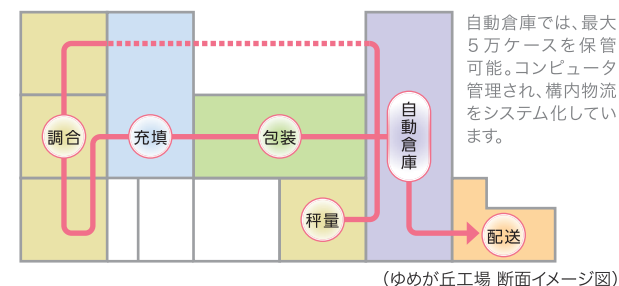 自動倉庫では、最大
5万ケースを保管
可能。コンピュータ
管理され、構内物流
をシステム化してい
ます。
調合
充填
包装
自動倉庫
秤量
配送
（ゆめが丘工場 断面イメージ図）